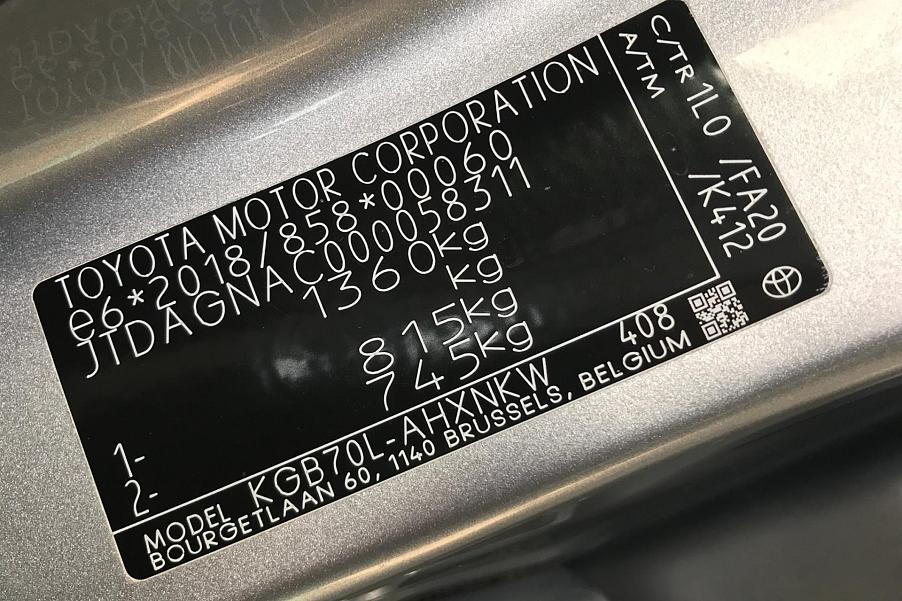 TOYOTA MOTOR CORPORATION
e6*2018/858*00060
JTDAGNAC000058311
1360kg
kg
1- 815kg
2- 745kg
C/TR 1L0 /FA20
A/TM /K412
MODEL KGB70L-AHXNKW 408
BOURGETLAAN 60, 1140 BRUSSELS, BELGIUM